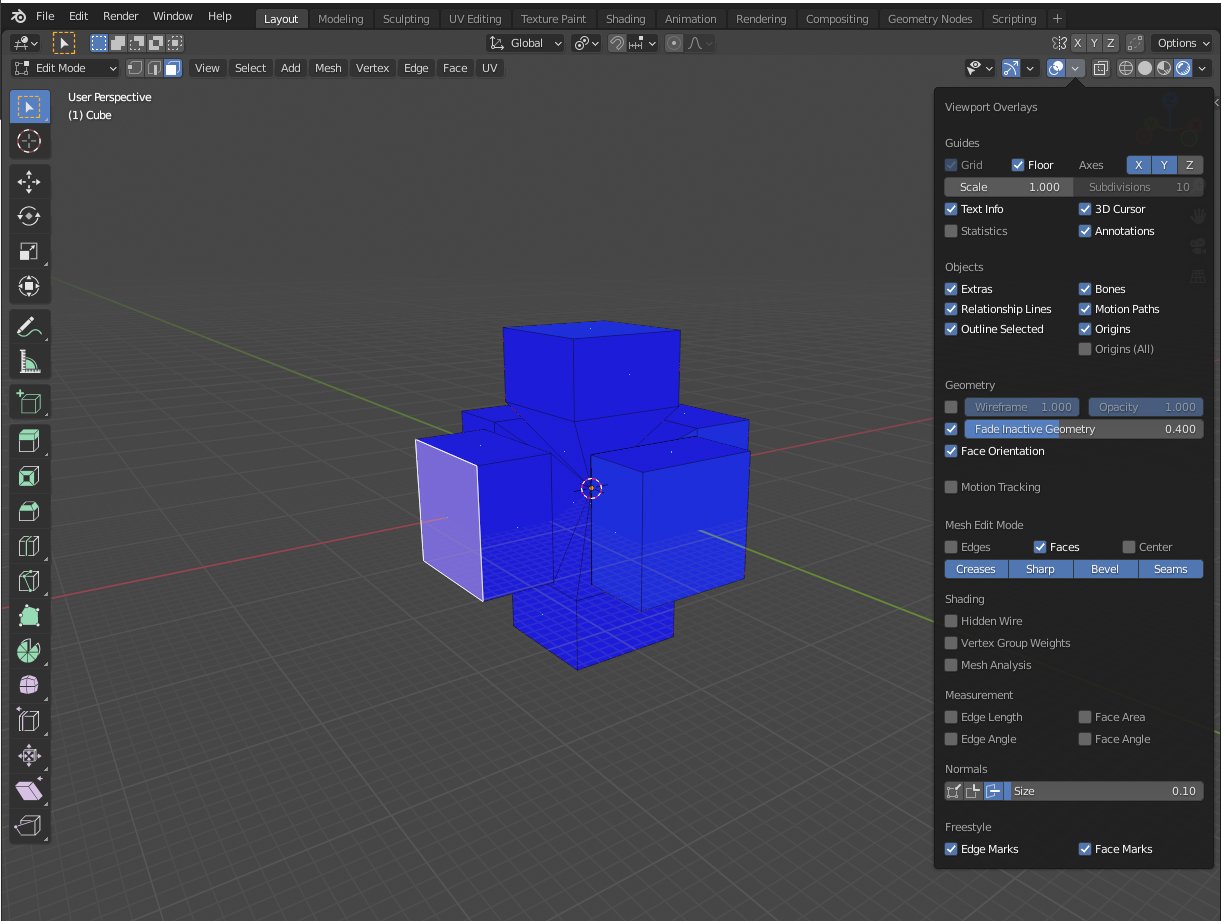 File Edit Render Window Help Layout Modeling Sculpting UV Editing Texture Paint Shading Animation Rendering Compositing Geometry Nodes Scripting +
Global X Y Z Options
Edit Mode View Select Add Mesh Vertex Edge Face UV
User Perspective
(1) Cube
Viewport Overlays
Guides
Grid Floor Axes X Y Z
Scale 1.000 Subdivisions 10
Text Info 3D Cursor
Statistics Annotations
Objects
Extras Bones
Relationship Lines Motion Paths
Outline Selected Origins
Origins (All)
Geometry
Wireframe 1.000 Opacity 1.000
Fade Inactive Geometry 0.400
Face Orientation
Motion Tracking
Mesh Edit Mode
Edges Faces Center
Creases Sharp Bevel Seams
Shading
Hidden Wire
Vertex Group Weights
Mesh Analysis
Measurement
Edge Length Face Area
Edge Angle Face Angle
Normals
Size 0.10
Freestyle
Edge Marks Face Marks